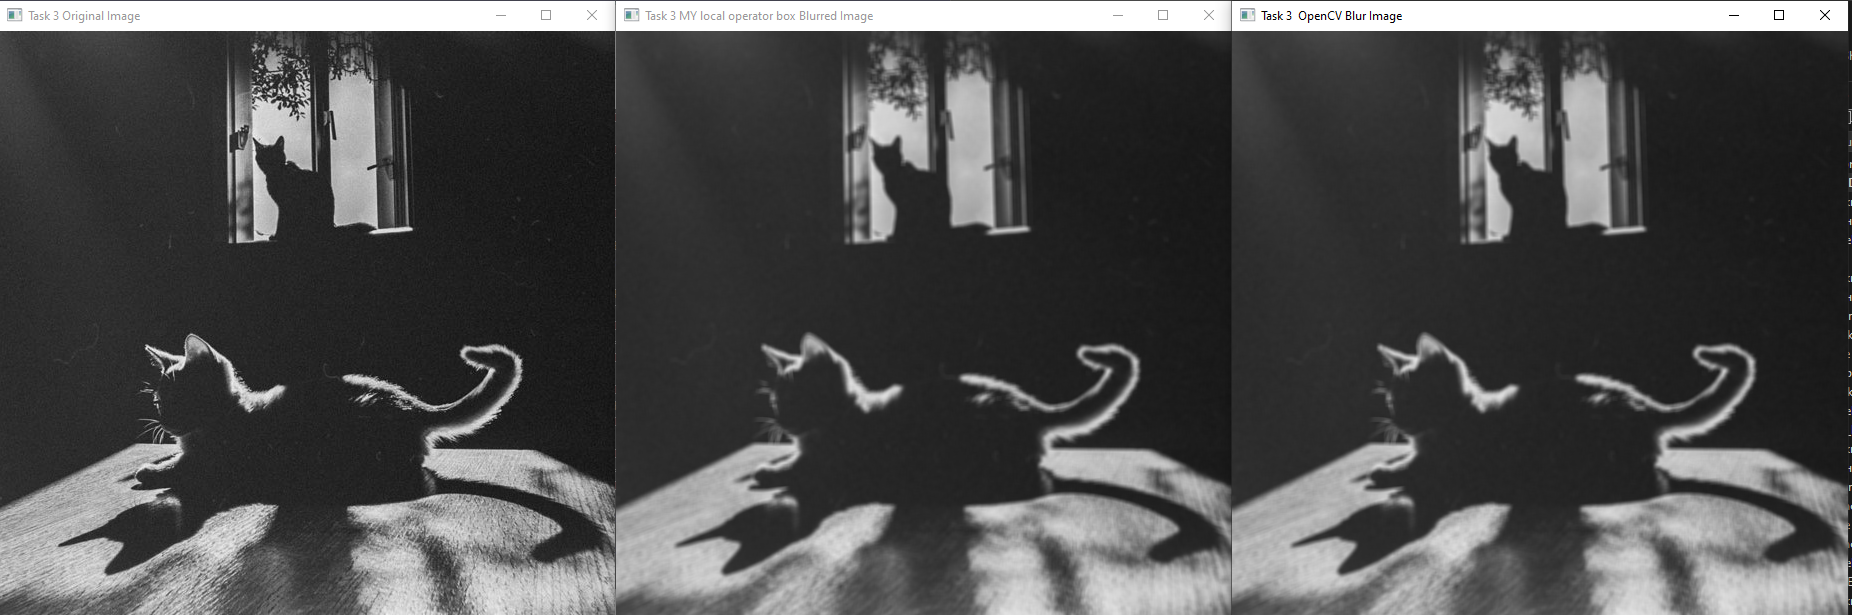 Task 3 Original Image
Task 3 MY local operator box Blurred Image
Task 3  OpenCV Blur Image